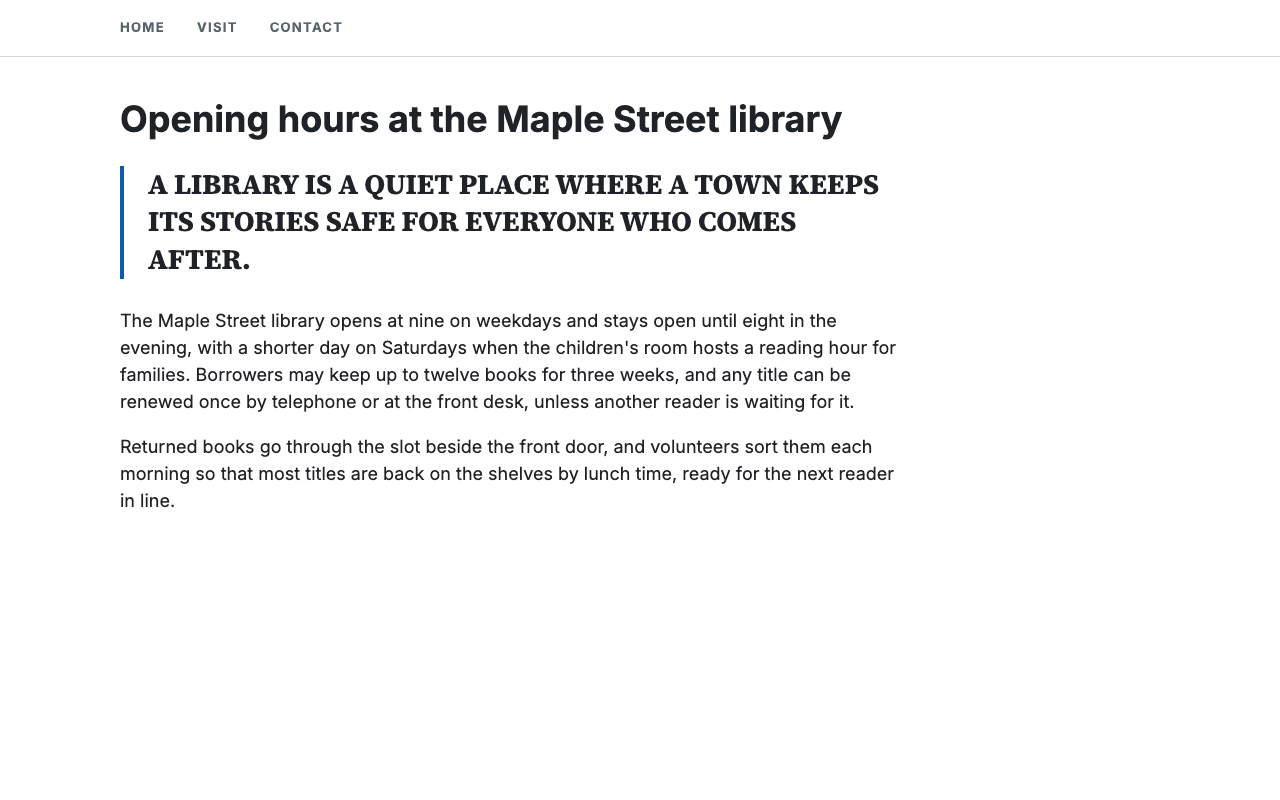 HOME VISIT CONTACT
Opening hours at the Maple Street library
A LIBRARY IS A QUIET PLACE WHERE A TOWN KEEPS
ITS STORIES SAFE FOR EVERYONE WHO COMES
AFTER.
The Maple Street library opens at nine on weekdays and stays open until eight in the
evening, with a shorter day on Saturdays when the children's room hosts a reading hour for
families. Borrowers may keep up to twelve books for three weeks, and any title can be
renewed once by telephone or at the front desk, unless another reader is waiting for it.
Returned books go through the slot beside the front door, and volunteers sort them each
morning so that most titles are back on the shelves by lunch time, ready for the next reader
in line.